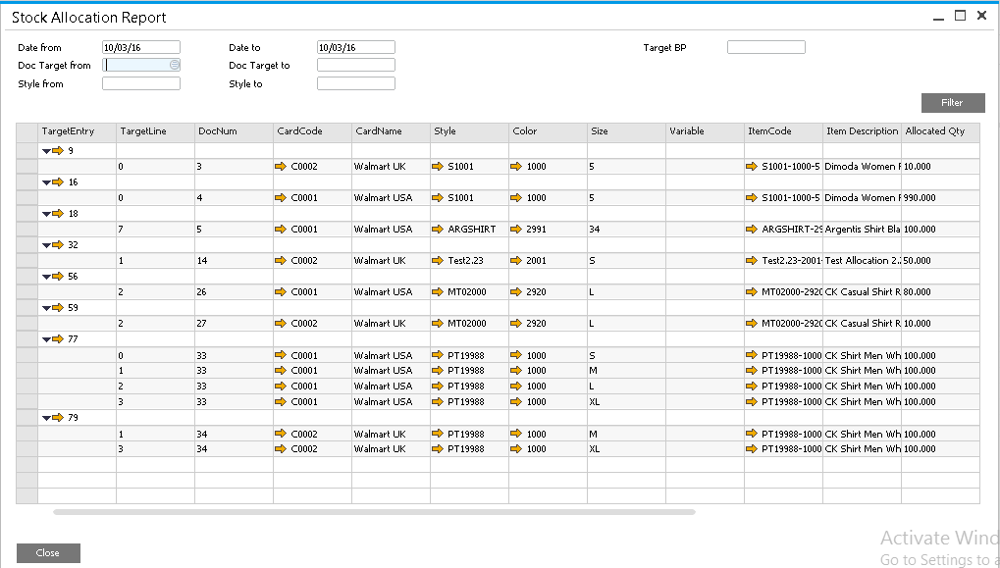 Stock Allocation Report
Date from 10/03/16 Date to 10/03/16 Target BP
Doc Target from Doc Target to
Style from Style to
Filter
TargetEntry TargetLine DocNum CardCode CardName Style Color Size Variable ItemCode Item Description Allocated Qty
9
0 3 C0002 Walmart UK S1001 1000 5 S1001-1000-5 Dimoda Women F 10.000
16
0 4 C0001 Walmart USA S1001 1000 5 S1001-1000-5 Dimoda Women F 990.000
18
7 5 C0001 Walmart USA ARGSHIRT 2991 34 ARGSHIRT-29 Argentis Shirt Bla 100.000
32
1 14 C0002 Walmart UK Test2.23 2001 S Test2.23-2001- Test Allocation 2.2 50.000
56
2 26 C0001 Walmart USA MT02000 2920 L MT02000-2920 CK Casual Shirt R 80.000
59
2 27 C0002 Walmart UK MT02000 2920 L MT02000-2920 CK Casual Shirt R 10.000
77
0 33 C0001 Walmart USA PT19988 1000 S PT19988-1000 CK Shirt Men Wh 100.000
1 33 C0001 Walmart USA PT19988 1000 M PT19988-1000 CK Shirt Men Wh 100.000
2 33 C0001 Walmart USA PT19988 1000 L PT19988-1000 CK Shirt Men Wh 100.000
3 33 C0001 Walmart USA PT19988 1000 XL PT19988-1000 CK Shirt Men Wh 100.000
79
1 34 C0002 Walmart UK PT19988 1000 M PT19988-1000 CK Shirt Men Wh 100.000
3 34 C0002 Walmart UK PT19988 1000 XL PT19988-1000 CK Shirt Men Wh 100.000
Activate Wind
Close
Go to Settings to a